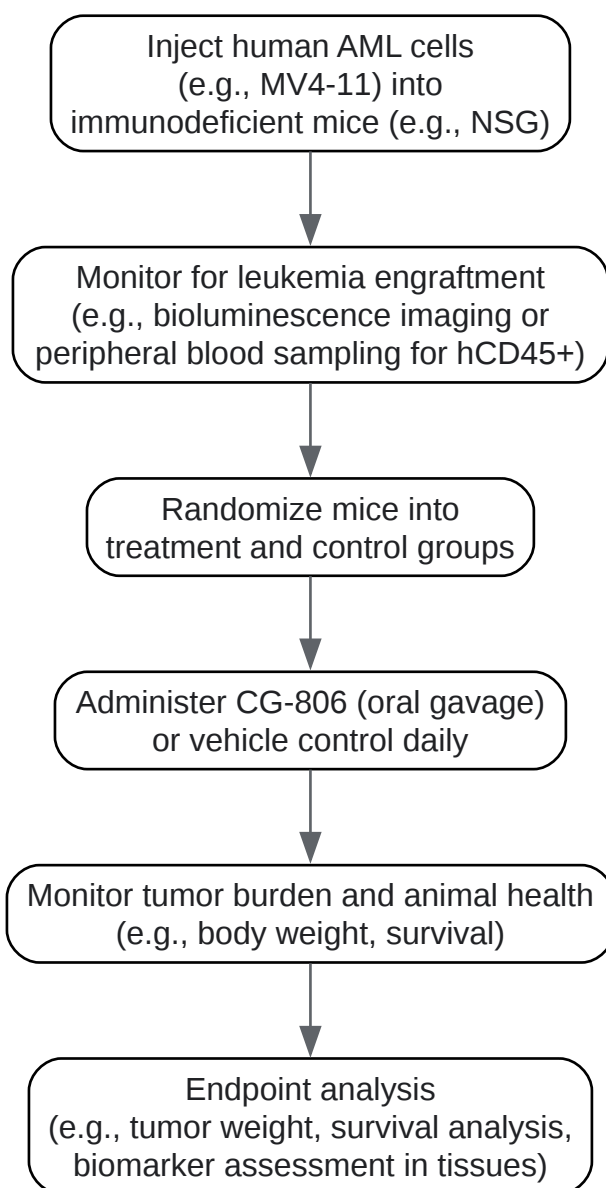 Inject human AML cells
(e.g., MV4-11) into
immunodeficient mice (e.g., NSG)
Monitor for leukemia engraftment
(e.g., bioluminescence imaging or
peripheral blood sampling for hCD45+)
Randomize mice into
treatment and control groups
Administer CG-806 (oral gavage)
or vehicle control daily
Monitor tumor burden and animal health
(e.g., body weight, survival)
Endpoint analysis
(e.g., tumor weight, survival analysis,
biomarker assessment in tissues)